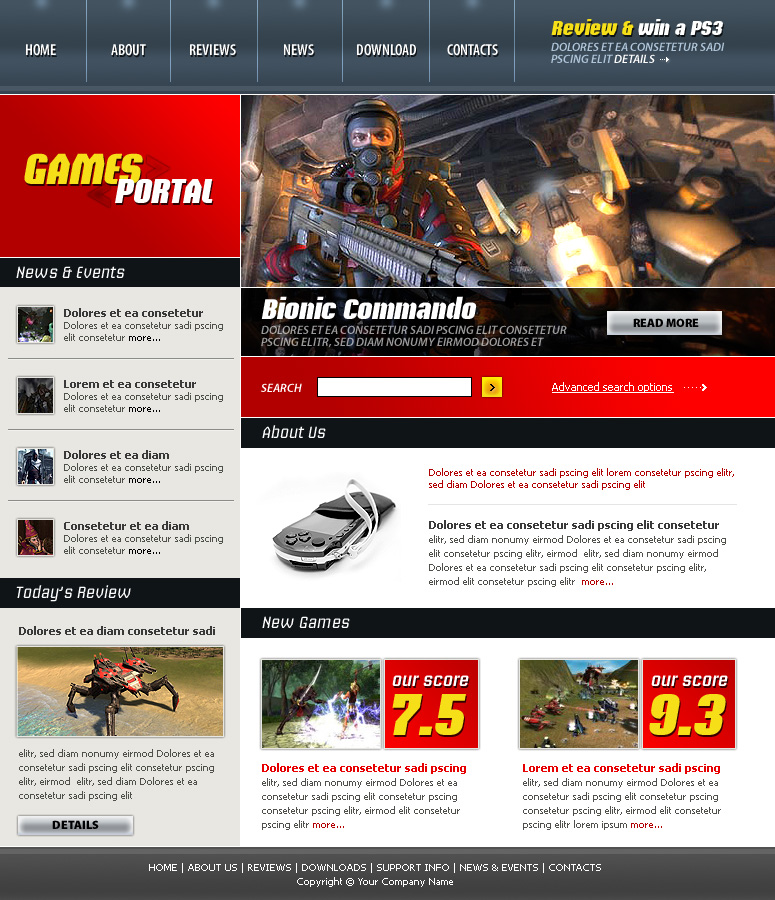 HOME
ABOUT
REVIEWS
NEWS
DOWNLOAD
CONTACTS
Review & win a PS3
DOLORES ET EA CONSETETUR SADI
PSCING ELIT DETAILS
GAMES
PORTAL
Bionic Commando
DOLORES ET EA CONSETETUR SADI PSCING ELIT CONSETETUR
PSCING ELITR, SED DIAM NONUMY EIRMOD DOLORES ET
READ MORE
SEARCH
Advanced search options
News & Events
Dolores et ea consetetur
Dolores et ea consetetur sadi pscing
elit consetetur more...
Lorem et ea consetetur
Dolores et ea consetetur sadi pscing
elit consetetur more...
Dolores et ea diam
Dolores et ea consetetur sadi pscing
elit consetetur more...
Consetetur et ea diam
Dolores et ea consetetur sadi pscing
elit consetetur more...
Today's Review
Dolores et ea diam consetetur sadi
elitr, sed diam nonumy eirmod Dolores et ea
consetetur sadi pscing elit consetetur pscing
elitr, eirmod elitr, sed diam Dolores et ea
consetetur sadi pscing elit
DETAILS
About Us
Dolores et ea consetetur sadi pscing elit lorem consetetur pscing elitr,
sed diam Dolores et ea consetetur sadi pscing elit
Dolores et ea consetetur sadi pscing elit consetetur
elitr, sed diam nonumy eirmod Dolores et ea consetetur sadi pscing
elit consetetur pscing elitr, eirmod elitr, sed diam nonumy eirmod
Dolores et ea consetetur sadi pscing elit consetetur pscing elitr,
eirmod elit consetetur pscing elitr more...
New Games
our score
7.5
Dolores et ea consetetur sadi pscing
elitr, sed diam nonumy eirmod Dolores et ea
consetetur sadi pscing elit consetetur pscing
consetetur pscing elitr, eirmod elit consetetur
pscing elitr more...
our score
9.3
Lorem et ea consetetur sadi pscing
elitr, sed diam nonumy eirmod Dolores et ea
consetetur sadi pscing elit consetetur pscing
consetetur pscing elitr, eirmod elit consetetur
pscing elitr lorem ipsum more...
HOME | ABOUT US | REVIEWS | DOWNLOADS | SUPPORT INFO | NEWS & EVENTS | CONTACTS
Copyright © Your Company Name